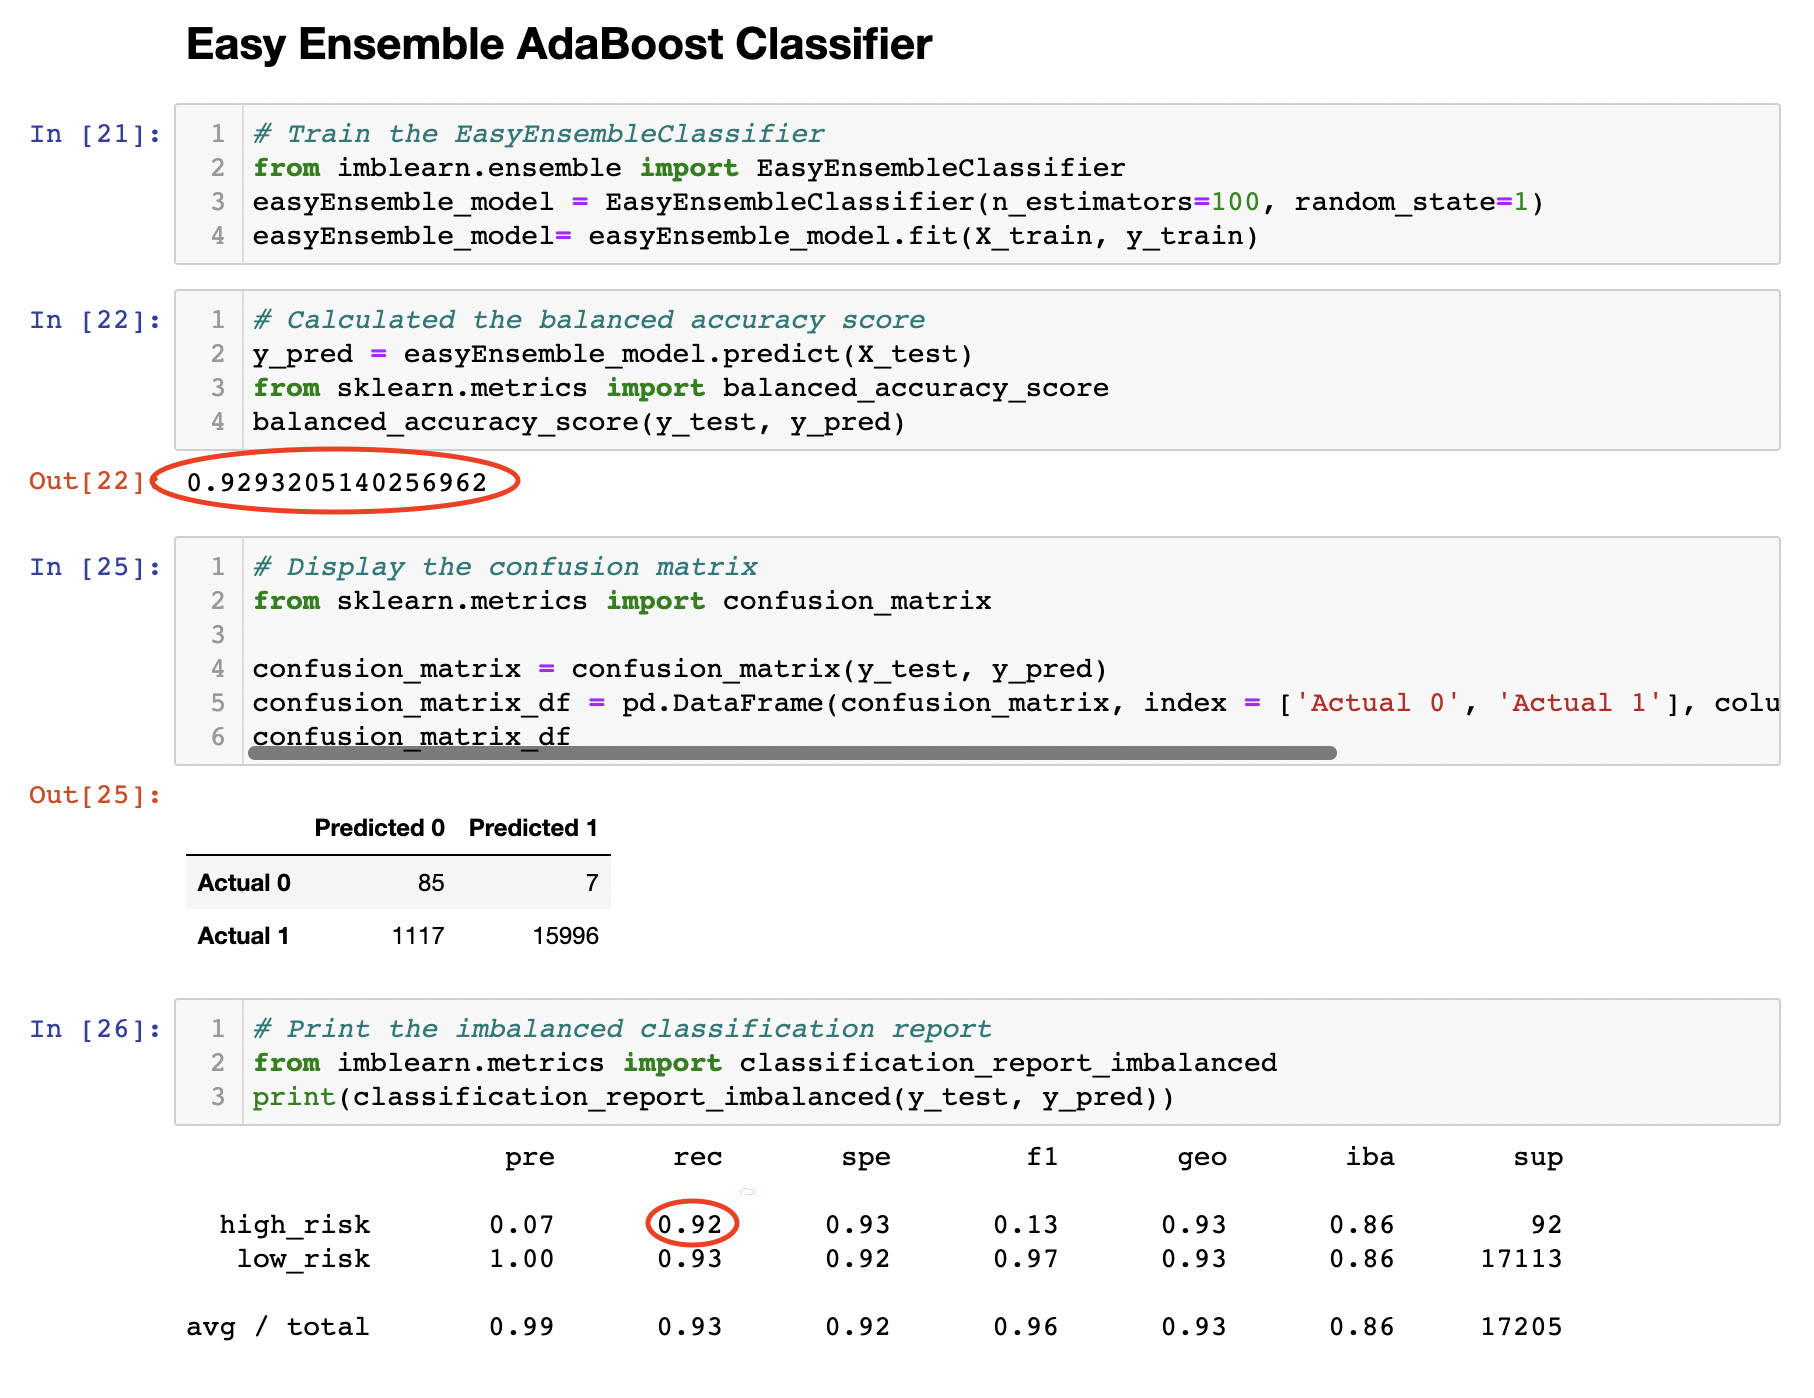 Easy Ensemble AdaBoost Classifier
In [21]:
1 # Train the EasyEnsembleClassifier
2 from imblearn.ensemble import EasyEnsembleClassifier
3 easyEnsemble_model = EasyEnsembleClassifier(n_estimators=100, random_state=1)
4 easyEnsemble_model= easyEnsemble_model.fit(X_train, y_train)
In [22]:
1 # Calculated the balanced accuracy score
2 y_pred = easyEnsemble_model.predict(X_test)
3 from sklearn.metrics import balanced_accuracy_score
4 balanced_accuracy_score(y_test, y_pred)
Out[22] 0.9293205140256962
In [25]:
1 # Display the confusion matrix
2 from sklearn.metrics import confusion_matrix
3
4 confusion_matrix = confusion_matrix(y_test, y_pred)
5 confusion_matrix_df = pd.DataFrame(confusion_matrix, index = ['Actual 0', 'Actual 1'], colu
6 confusion_matrix_df
Out[25]:
Predicted 0 Predicted 1
Actual 0 85 7
Actual 1 1117 15996
In [26]:
1 # Print the imbalanced classification report
2 from imblearn.metrics import classification_report_imbalanced
3 print(classification_report_imbalanced(y_test, y_pred))
pre rec spe f1 geo iba sup
high_risk 0.07 0.92 0.93 0.13 0.93 0.86 92
low_risk 1.00 0.93 0.92 0.97 0.93 0.86 17113
avg / total 0.99 0.93 0.92 0.96 0.93 0.86 17205